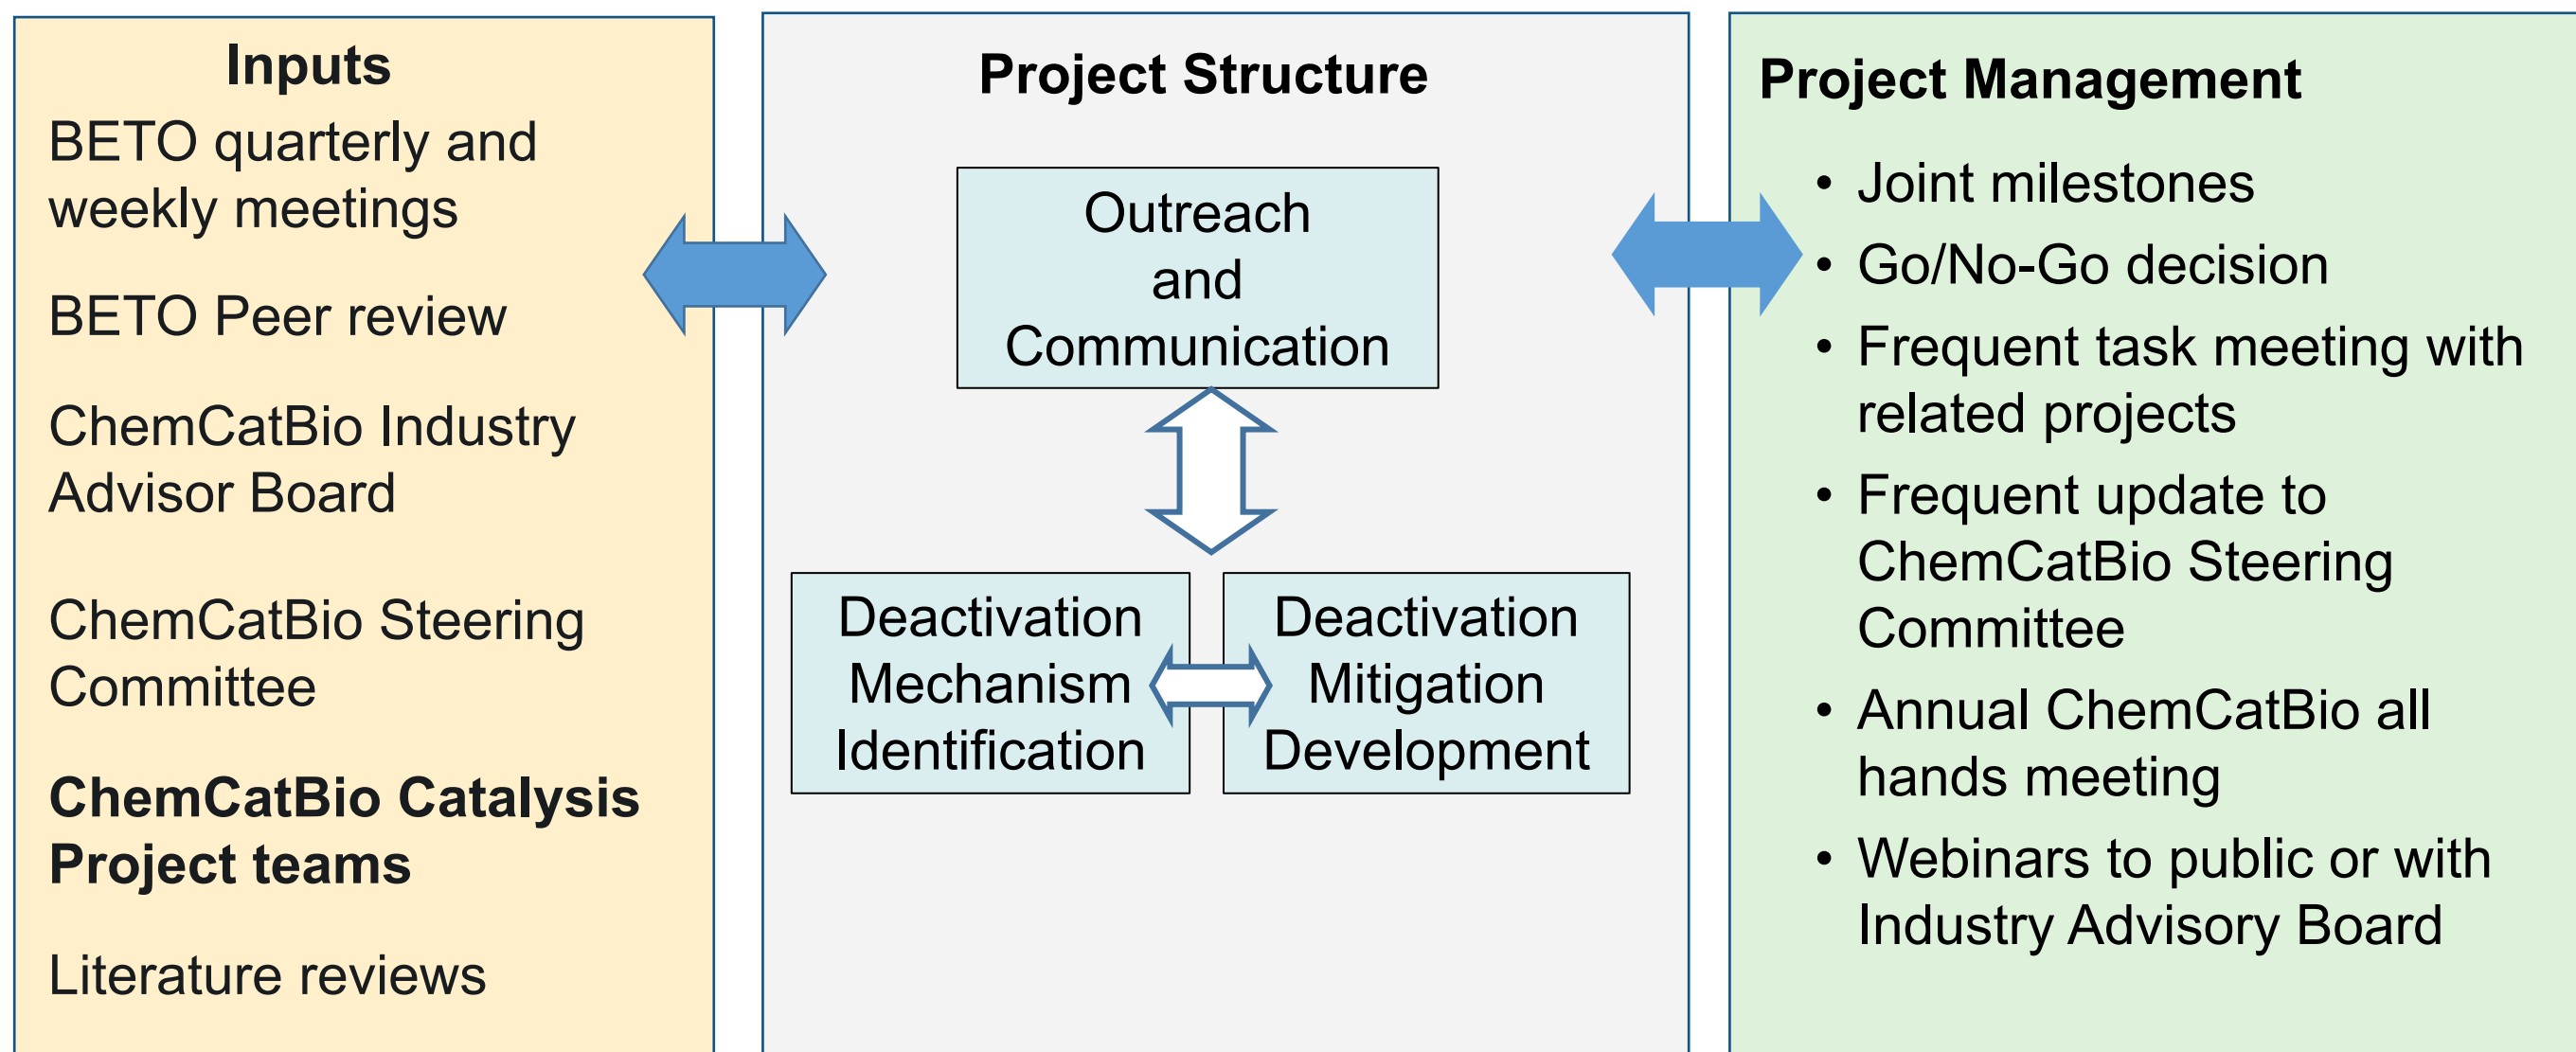 Inputs
BETO quarterly and
weekly meetings
BETO Peer review
ChemCatBio Industry
Advisor Board
ChemCatBio Steering
Committee
ChemCatBio Catalysis
Project teams
Literature reviews
Project Structure
Outreach
and
Communication
Deactivation
Mechanism
Identification
Deactivation
Mitigation
Development
Project Management
• Joint milestones
• Go/No-Go decision
• Frequent task meeting with
related projects
• Frequent update to
ChemCatBio Steering
Committee
• Annual ChemCatBio all
hands meeting
• Webinars to public or with
Industry Advisory Board